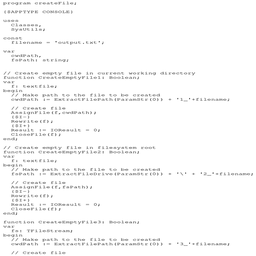 program createFile;
{$APPTYPE CONSOLE}
uses
Classes,
SysUtils;
const
filename = 'output.txt';
var
cwdPath,
fsPath: string;
// Create empty file in current working directory
function CreateEmptyFile1: Boolean;
var
f: textfile;
begin
// Make path to the file to be created
cwdPath := ExtractFilePath(ParamStr(0)) + '1_'+filename;
// Create file
AssignFile(f,cwdPath);
{$I-}
Rewrite(f);
{$I+}
Result := IOResult = 0;
CloseFile(f);
end;
// Create empty file in filesystem root
function CreateEmptyFile2: Boolean;
var
f: textfile;
begin
// Make path to the file to be created
fsPath := ExtractFileDrive(ParamStr(0)) + '\' + '2_'+filename;
// Create file
AssignFile(f,fsPath);
{$I-}
Rewrite(f);
{$I+}
Result := IOResult = 0;
CloseFile(f);
end;
function CreateEmptyFile3: Boolean;
var
fs: TFileStream;
begin
// Make path to the file to be created
cwdPath := ExtractFilePath(ParamStr(0)) + '3_'+filename;
// Create file